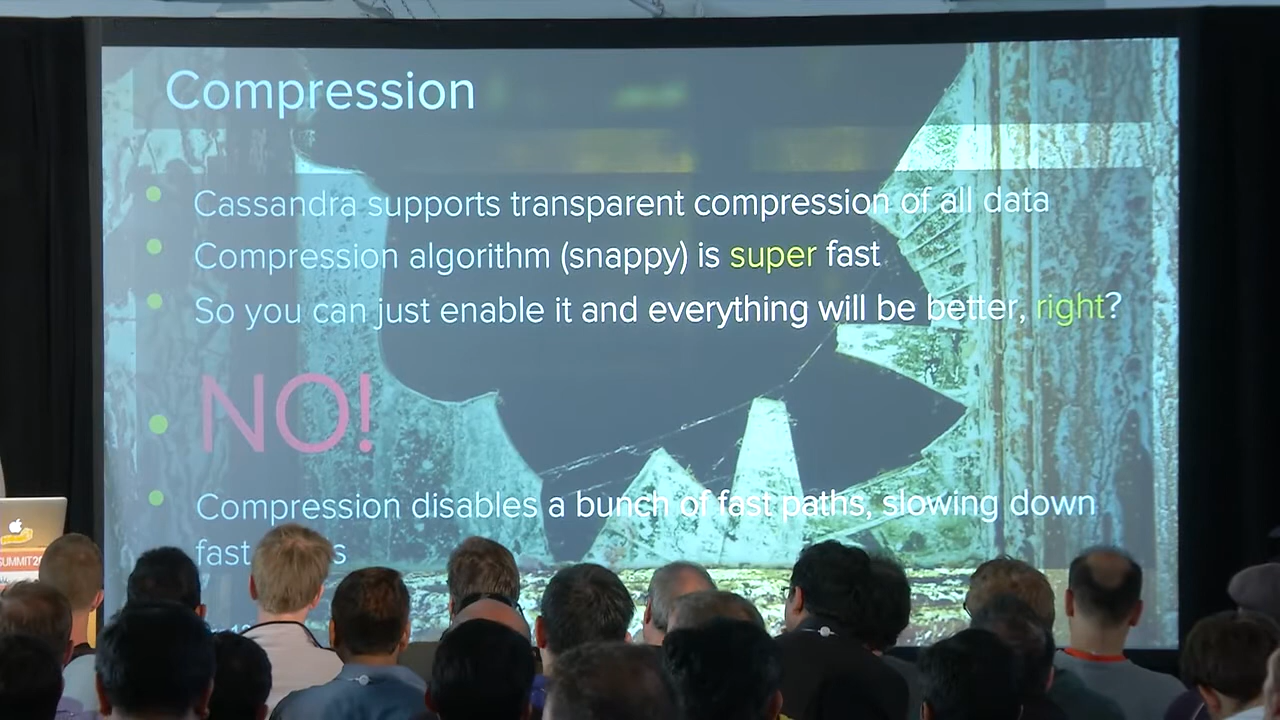 Compression
Cassandra supports transparent compression of all data
Compression algorithm (snappy) is super fast
So you can just enable it and everything will be better, right?
NO!
Compression disables a bunch of fast paths, slowing down
fast